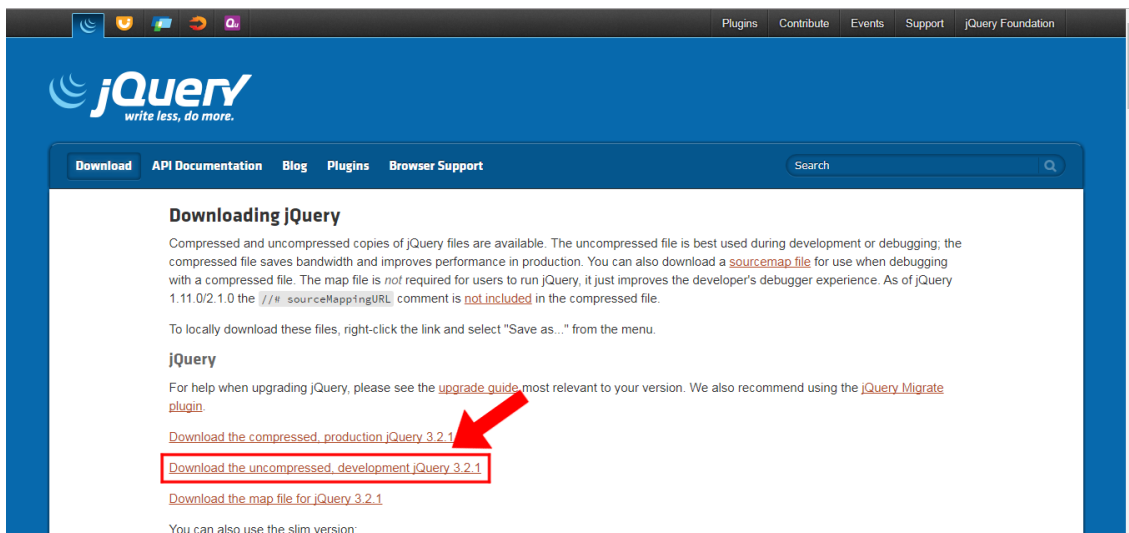 Plugins Contribute Events Support jQuery Foundation
jQuery
write less, do more.
Download API Documentation Blog Plugins Browser Support Search
Downloading jQuery
Compressed and uncompressed copies of jQuery files are available. The uncompressed file is best used during development or debugging; the
compressed file saves bandwidth and improves performance in production. You can also download a sourcemap file for use when debugging
with a compressed file. The map file is not required for users to run jQuery, it just improves the developer's debugger experience. As of jQuery
1.11.0/2.1.0 the //# sourceMappingURL comment is not included in the compressed file.
To locally download these files, right-click the link and select "Save as..." from the menu.
jQuery
For help when upgrading jQuery, please see the upgrade guide most relevant to your version. We also recommend using the jQuery Migrate
plugin.
Download the compressed, production jQuery 3.2.1
Download the uncompressed, development jQuery 3.2.1
Download the map file for jQuery 3.2.1
You can also use the slim version: